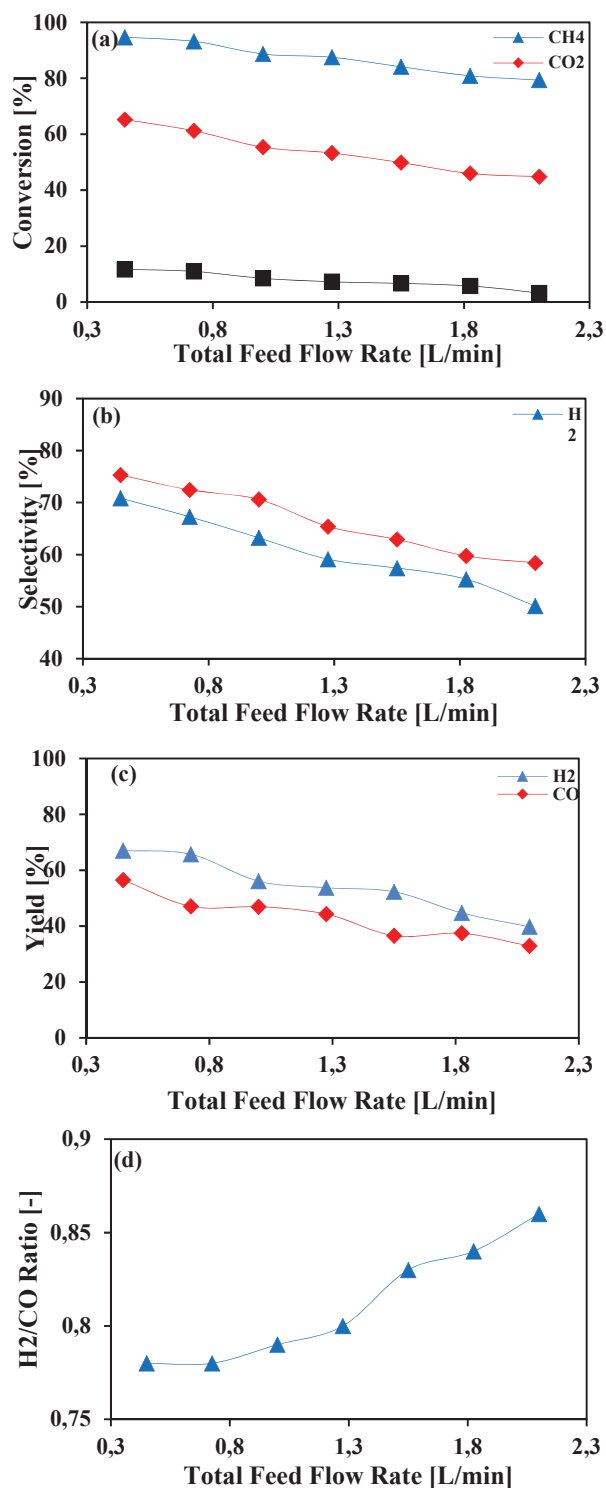 (a)
CH4
CO2
Conversion [%]
100
80
60
40
20
0
0,3 0,8 1,3 1,8 2,3
Total Feed Flow Rate [L/min]
(b)
H
2
Selectivity [%]
90
80
70
60
50
40
0,3 0,8 1,3 1,8 2,3
Total Feed Flow Rate [L/min]
(c)
H2
CO
Yield [%]
100
80
60
40
20
0
0,3 0,8 1,3 1,8 2,3
Total Feed Flow Rate [L/min]
(d)
H2/CO Ratio [-]
0,9
0,85
0,8
0,75
0,3 0,8 1,3 1,8 2,3
Total Feed Flow Rate [L/min]